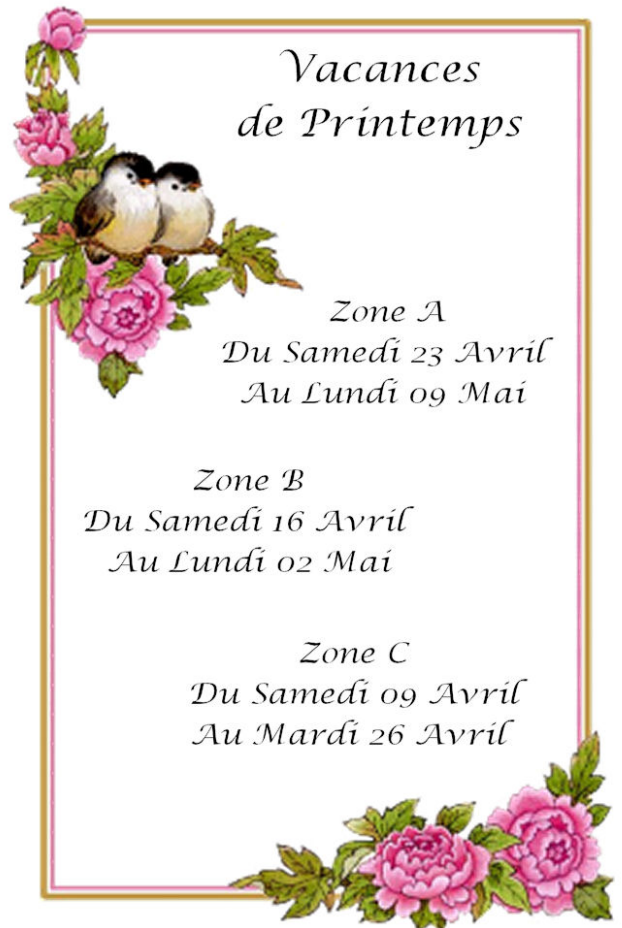 Vacances
de Printemps
Zone A
Du Samedi 23 Avril
Au Lundi 09 Mai
Zone B
Du Samedi 16 Avril
Au Lundi 02 Mai
Zone C
Du Samedi 09 Avril
Au Mardi 26 Avril